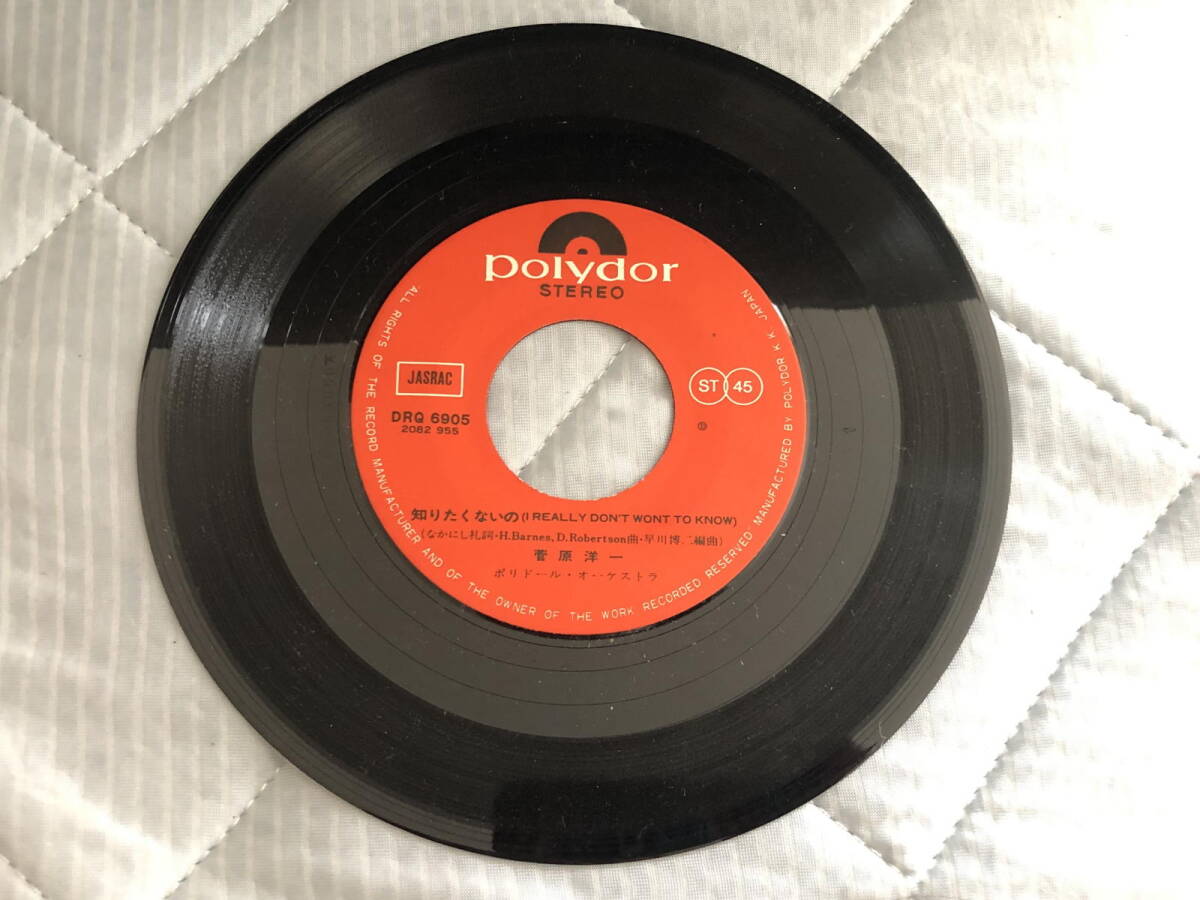 polydor
STEREO
JASRAC
ST 45
DRQ 6905
2082 955
Ⓟ
知りたくないの (I REALLY DON'T WONT TO KNOW)
(なかにし礼詞・H.Barnes, D.Robertson曲・早川博二編曲)
菅原洋一
ポリドール・オーケストラ
ALL RIGHTS OF THE RECORD MANUFACTURER AND OF THE OWNER OF THE WORK RECORDED RESERVED MANUFACTURED BY POLYDOR K.K. JAPAN